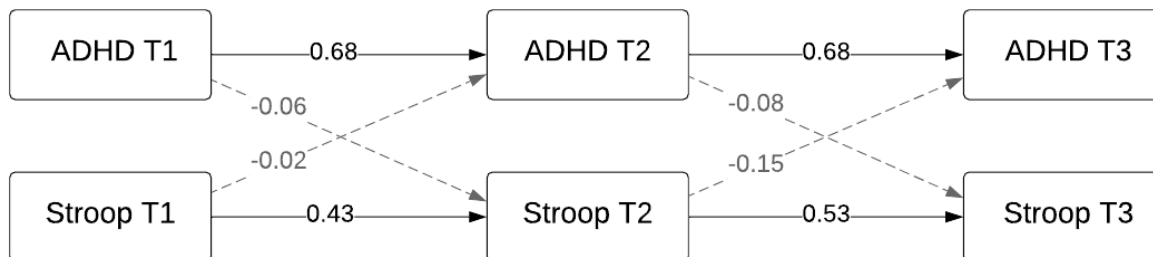 ADHD T1
0.68
ADHD T2
0.68
ADHD T3
-0.06
-0.08
-0.02
-0.15
Stroop T1
0.43
Stroop T2
0.53
Stroop T3